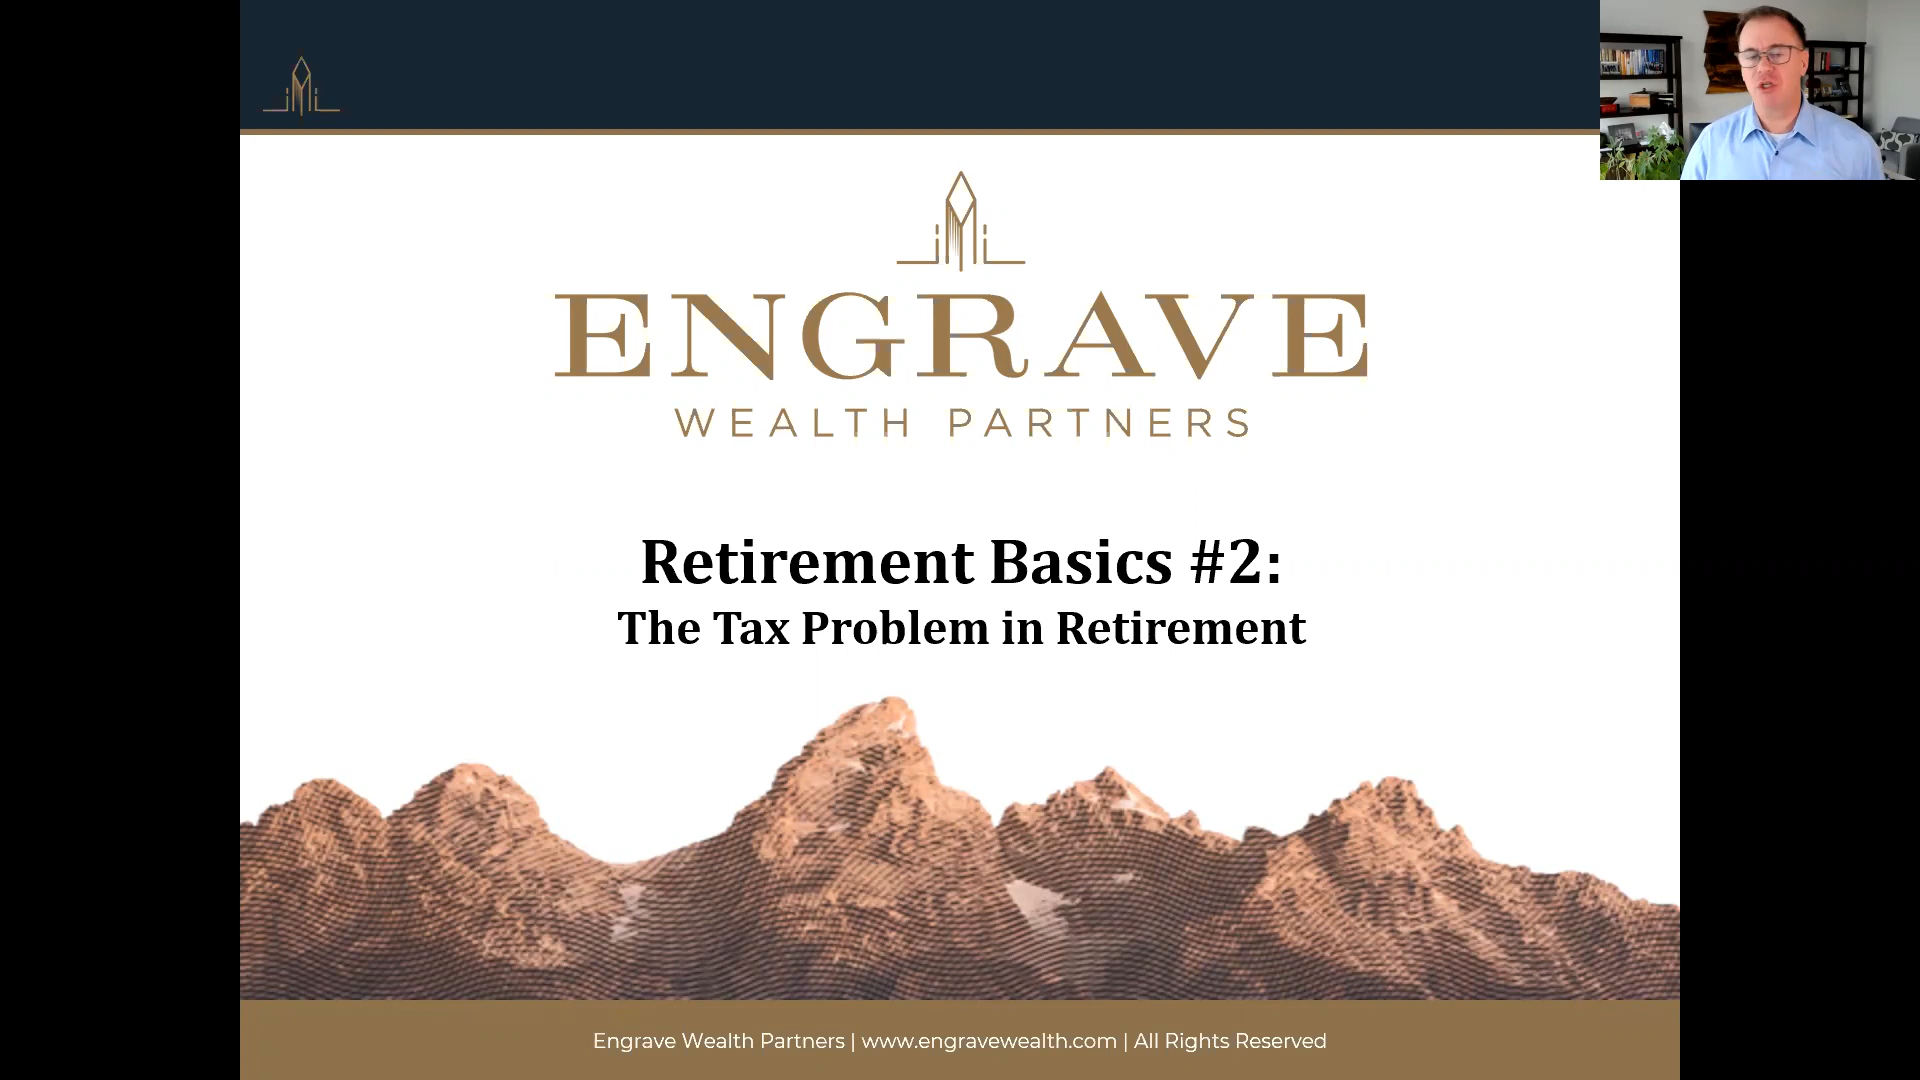 ENGRAVE
WEALTH PARTNERS
Retirement Basics #2:
The Tax Problem in Retirement
Engrave Wealth Partners | www.engravewealth.com | All Rights Reserved